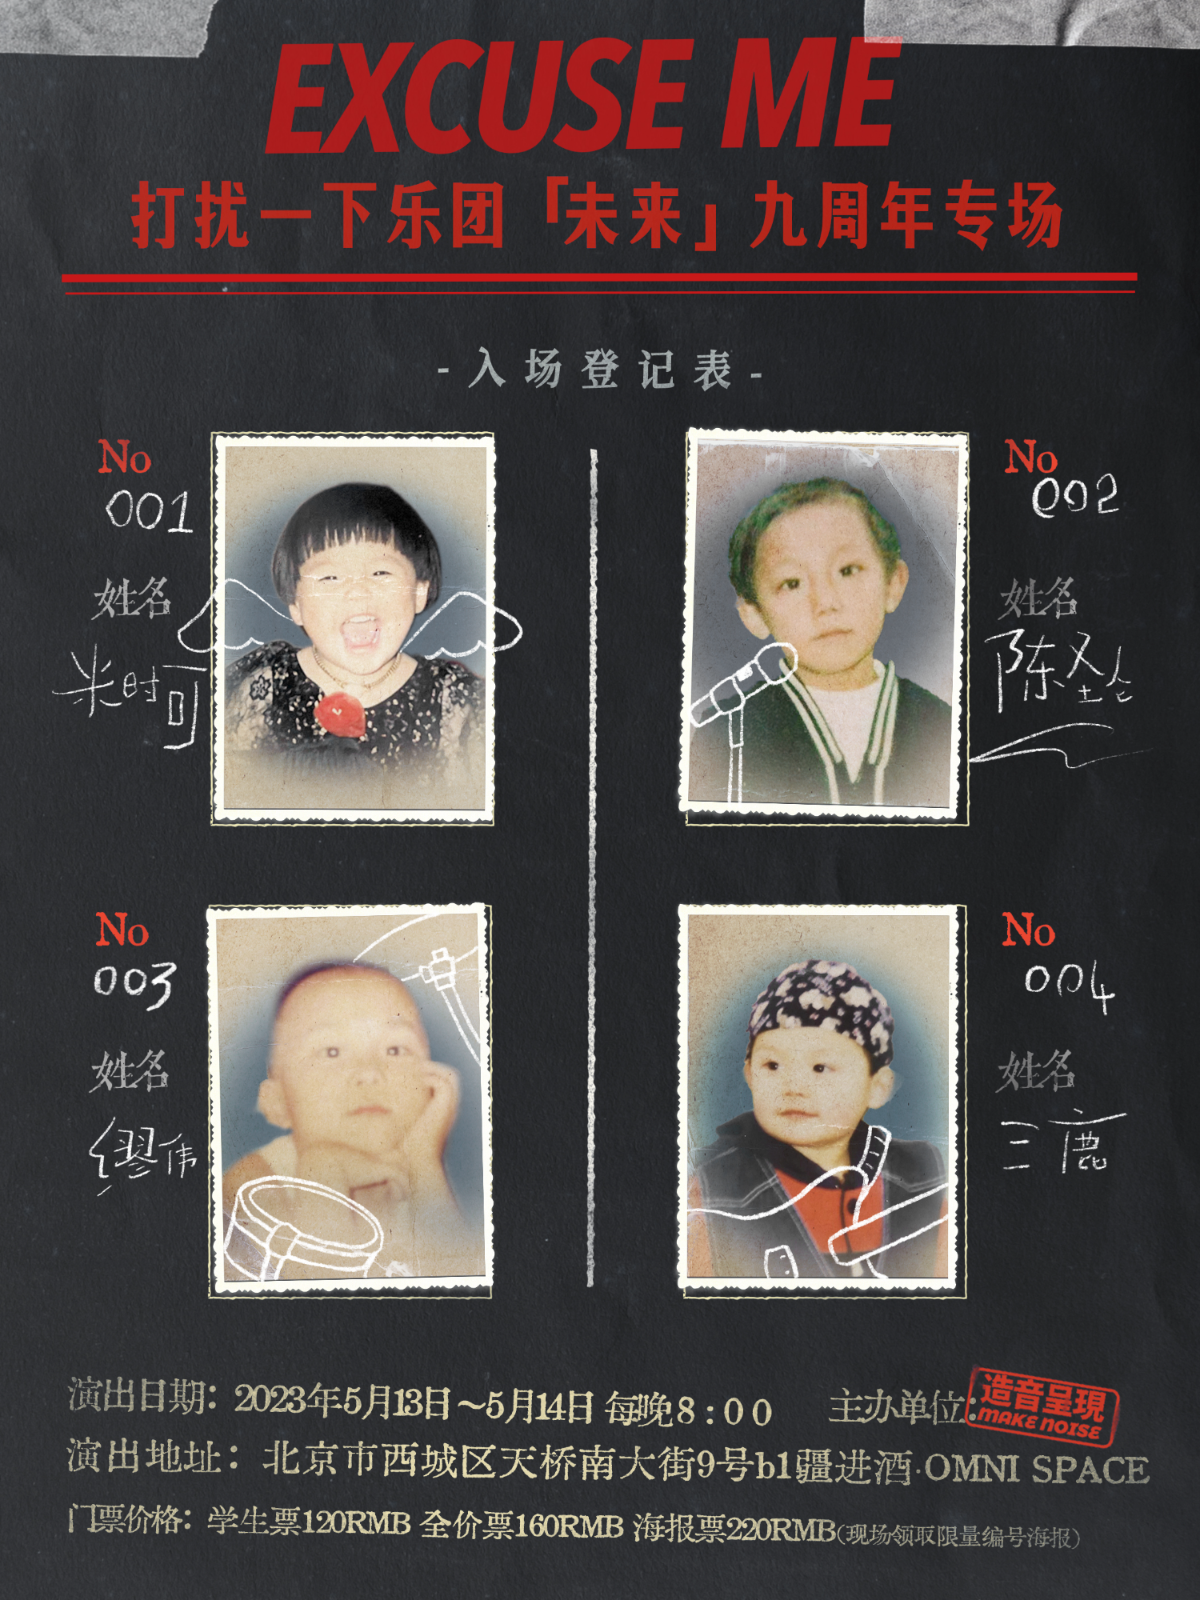 EXCUSE ME
打扰一下乐团「未来」九周年专场
-入场登记表-
No
001
姓名
米时可
No
002
姓名
陈圣仑
No
003
姓名
缪伟
No
004
姓名
三鹿
演出日期：2023年5月13日~5月14日 每晚8:00
主办单位:
造音呈現
MAKE NOISE
演出地址：北京市西城区天桥南大街9号b1疆进酒·OMNI SPACE
门票价格：学生票120RMB 全价票160RMB 海报票220RMB(现场领取限量编号海报)